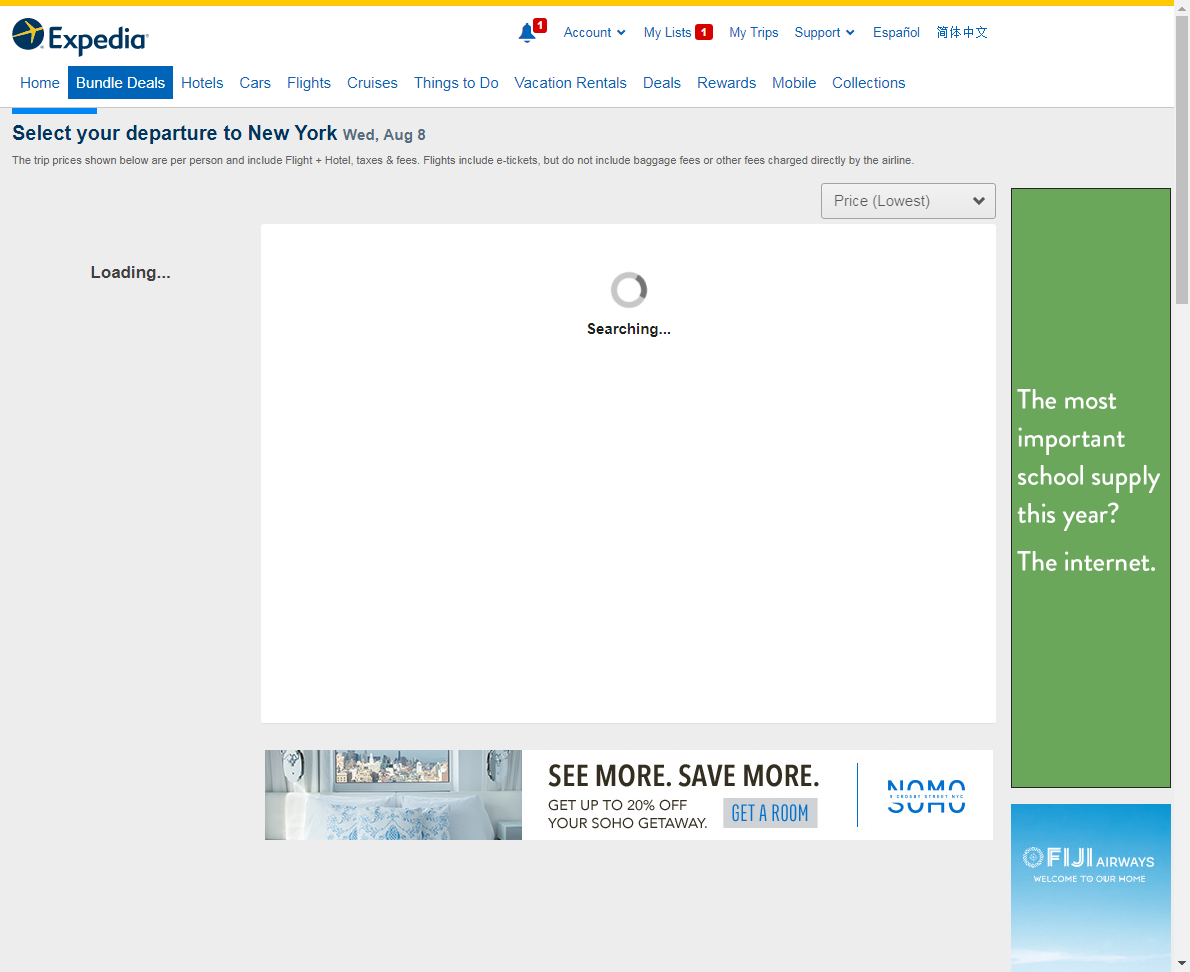 Expedia
1
Account
My Lists 1
My Trips
Support
Español
简体中文
Home
Bundle Deals
Hotels
Cars
Flights
Cruises
Things to Do
Vacation Rentals
Deals
Rewards
Mobile
Collections
Select your departure to New York Wed, Aug 8
The trip prices shown below are per person and include Flight + Hotel, taxes & fees. Flights include e-tickets, but do not include baggage fees or other fees charged directly by the airline.
Price (Lowest)
Loading...
Searching...
The most
important
school supply
this year?
The internet.
SEE MORE. SAVE MORE.
GET UP TO 20% OFF
YOUR SOHO GETAWAY.
GET A ROOM
NOMO
9 CROSBY STREET NYC
SOHO
FIJI AIRWAYS
WELCOME TO OUR HOME